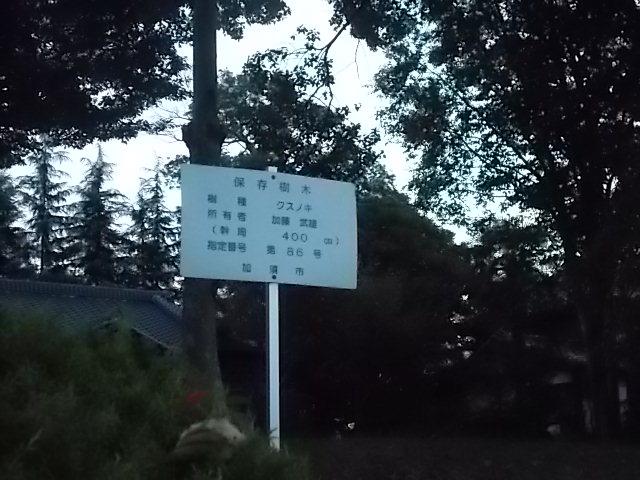 保存樹木
樹種 クスノキ
所有者 加藤 武雄
(幹周 400 cm)
指定番号 第 86 号
加須市